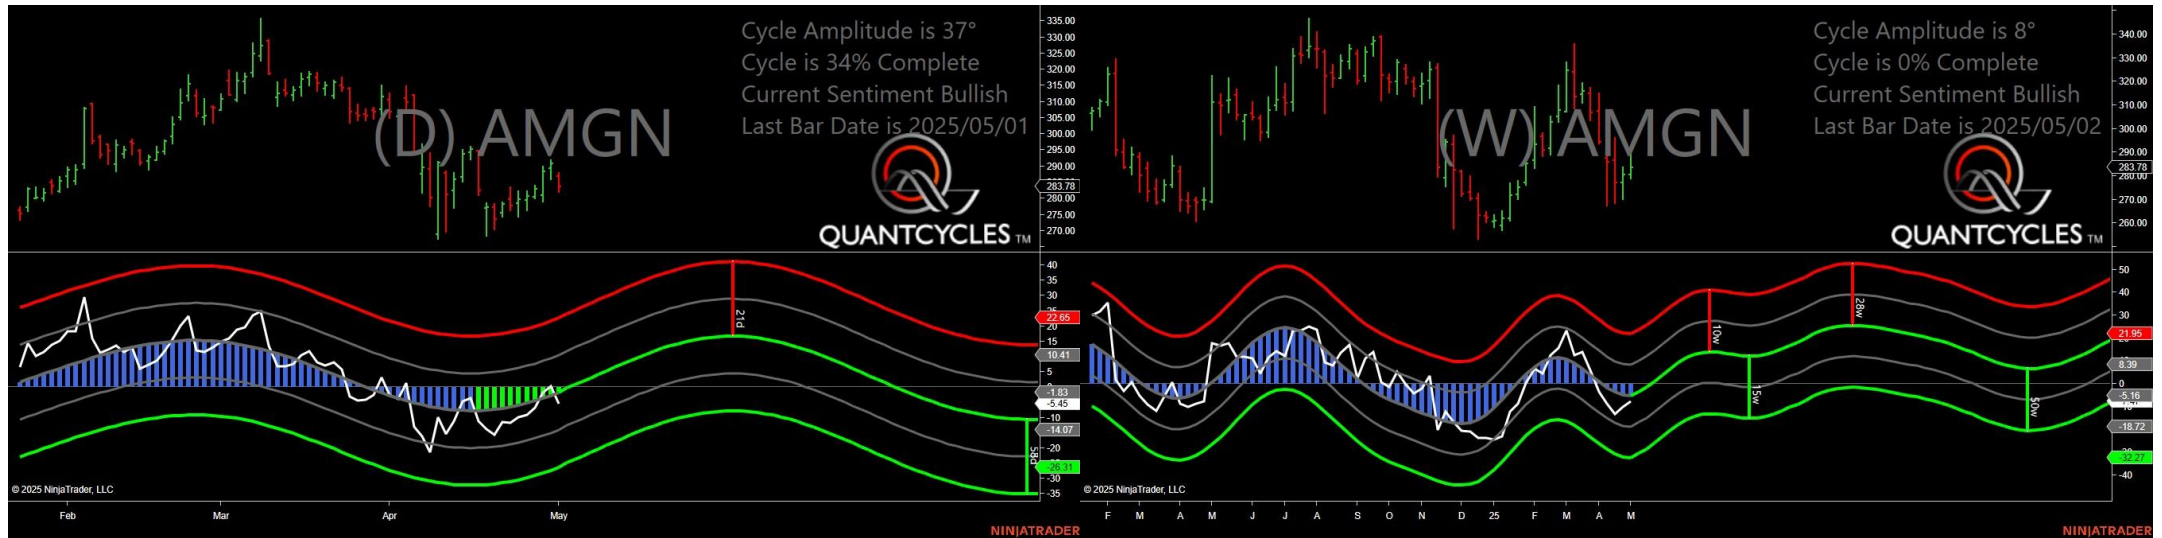 Cycle Amplitude is 37°
Cycle is 34% Complete
Current Sentiment Bullish
Last Bar Date is 2025/05/01
(D) AMGN
QUANTCYCLES TM
335.00
330.00
325.00
320.00
315.00
310.00
305.00
300.00
295.00
290.00
283.78
280.00
275.00
270.00
21d
58d
40
35
30
22.65
20
15
10.41
5
-1.83
-5.45
-10
-14.07
-20
-26.31
-30
-35
© 2025 NinjaTrader, LLC
Feb Mar Apr May
NINJATRADER
Cycle Amplitude is 8°
Cycle is 0% Complete
Current Sentiment Bullish
Last Bar Date is 2025/05/02
(W) AMGN
QUANTCYCLES TM
340.00
330.00
320.00
310.00
300.00
290.00
283.78
280.00
270.00
260.00
10w
15w
28w
50w
50
40
30
21.95
8.39
0
-5.16
-18.72
-32.27
-40
© 2025 NinjaTrader, LLC
F M A M J J A S O N D 25 F M A M
NINJATRADER